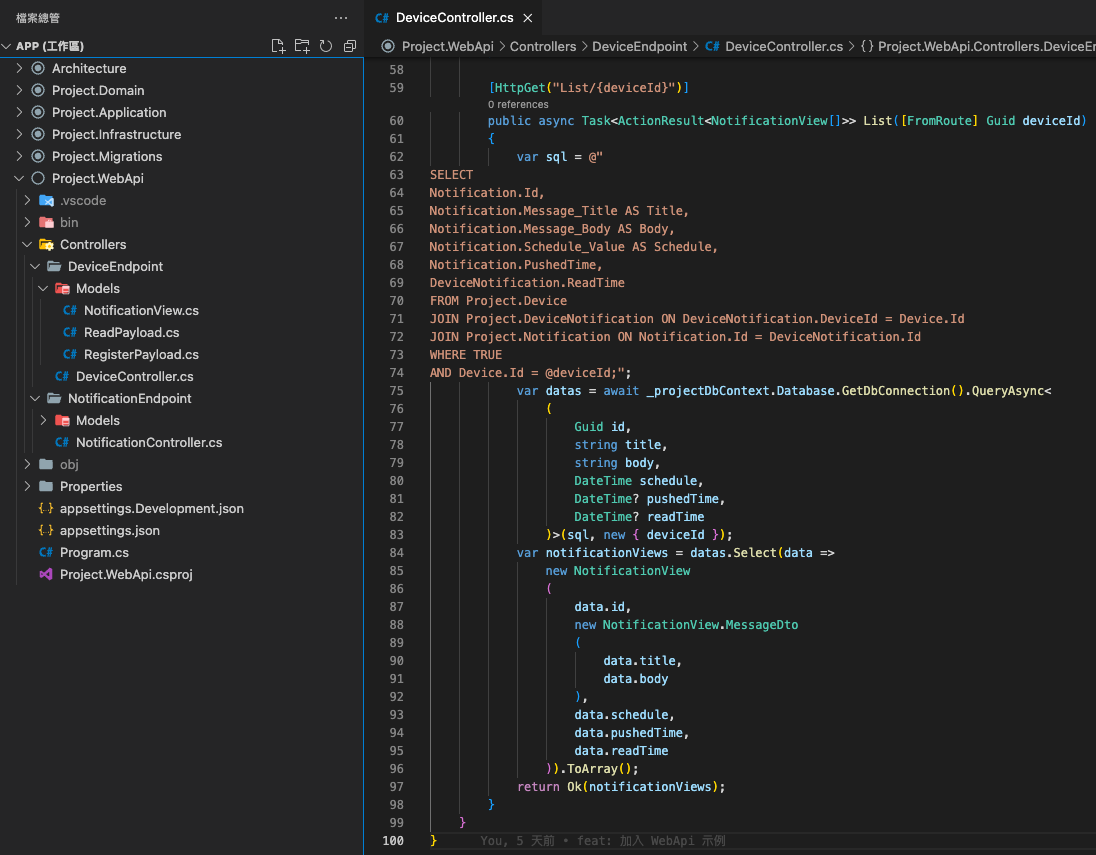 檔案總管
APP (工作區)
Architecture
Project.Domain
Project.Application
Project.Infrastructure
Project.Migrations
Project.WebApi
.vscode
bin
Controllers
DeviceEndpoint
Models
NotificationView.cs
ReadPayload.cs
RegisterPayload.cs
DeviceController.cs
NotificationEndpoint
Models
NotificationController.cs
obj
Properties
appsettings.Development.json
appsettings.json
Program.cs
Project.WebApi.csproj
DeviceController.cs
Project.WebApi > Controllers > DeviceEndpoint > DeviceController.cs > {} Project.WebApi.Controllers.DeviceEr
58
59 [HttpGet("List/{deviceId}")]
0 references
60 public async Task<ActionResult<NotificationView[]>> List([FromRoute] Guid deviceId)
61 {
62 var sql = @"
63 SELECT
64 Notification.Id,
65 Notification.Message_Title AS Title,
66 Notification.Message_Body AS Body,
67 Notification.Schedule_Value AS Schedule,
68 Notification.PushedTime,
69 DeviceNotification.ReadTime
70 FROM Project.Device
71 JOIN Project.DeviceNotification ON DeviceNotification.DeviceId = Device.Id
72 JOIN Project.Notification ON Notification.Id = DeviceNotification.Id
73 WHERE TRUE
74 AND Device.Id = @deviceId;";
75 var datas = await _projectDbContext.Database.GetDbConnection().QueryAsync<
76 (
77 Guid id,
78 string title,
79 string body,
80 DateTime schedule,
81 DateTime? pushedTime,
82 DateTime? readTime
83 )>(sql, new { deviceId });
84 var notificationViews = datas.Select(data =>
85 new NotificationView
86 (
87 data.id,
88 new NotificationView.MessageDto
89 (
90 data.title,
91 data.body
92 ),
93 data.schedule,
94 data.pushedTime,
95 data.readTime
96 )).ToArray();
97 return Ok(notificationViews);
98 }
99 }
100 } You, 5 天前 • feat: 加入 WebApi 示例